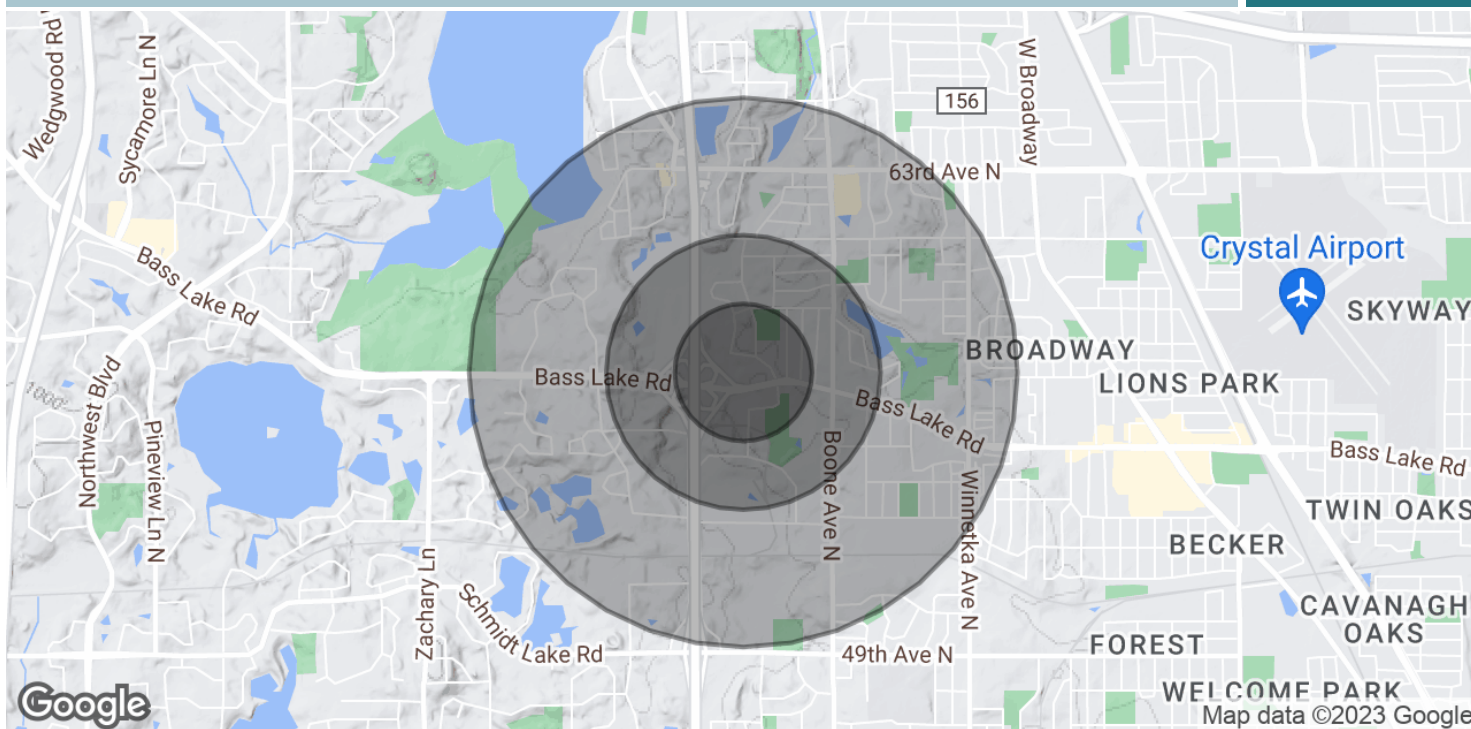 Wedgwood Rd
Sycamore Ln N
W Broadway
156
63rd Ave N
Crystal Airport
SKYWAY
Bass Lake Rd
BROADWAY
LIONS PARK
Northwest Blvd
1000'
Pineview Ln N
Bass Lake Rd
Bass Lake Rd
Boone Ave N
Winnetka Ave N
Bass Lake Rd
TWIN OAKS
BECKER
Zachary Ln
Schmidt Lake Rd
49th Ave N
FOREST
CAVANAGH
OAKS
WELCOME PARK
Google
Map data ©2023 Google